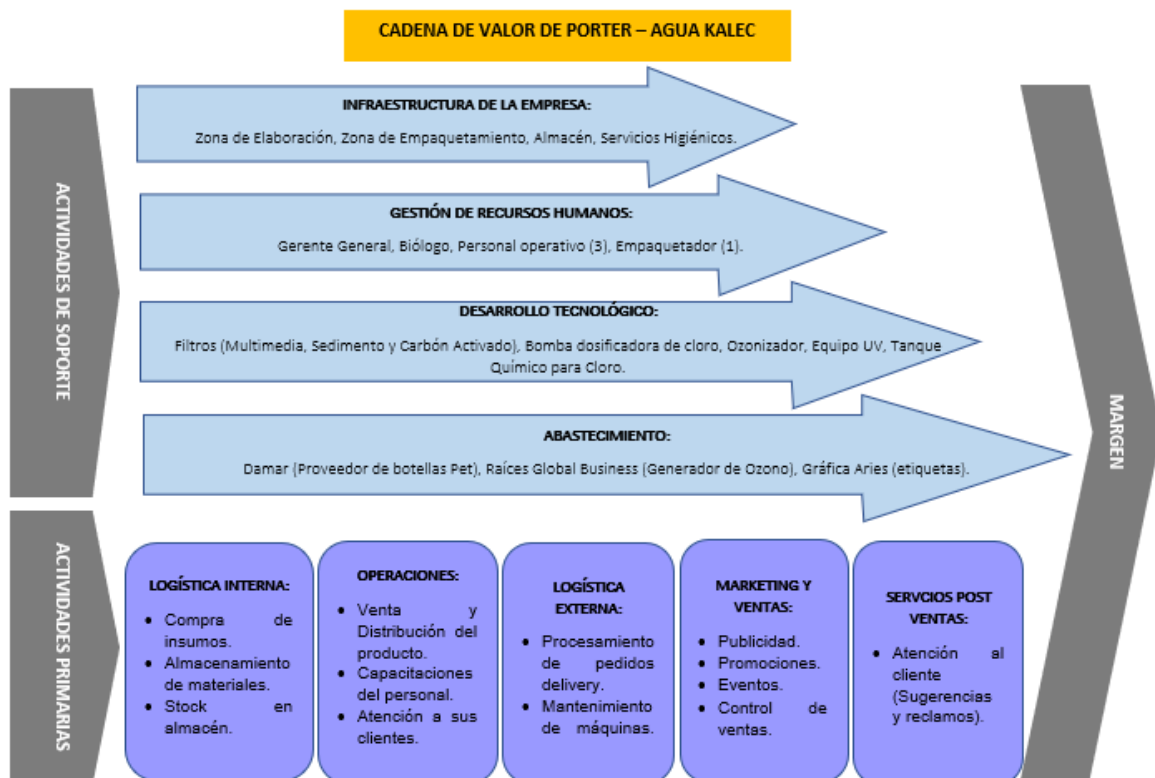 CADENA DE VALOR DE PORTER – AGUA KALEC
ACTIVIDADES DE SOPORTE
INFRAESTRUCTURA DE LA EMPRESA:
Zona de Elaboración, Zona de Empaquetamiento, Almacén, Servicios Higiénicos.
GESTIÓN DE RECURSOS HUMANOS:
Gerente General, Biólogo, Personal operativo (3), Empaquetador (1).
DESARROLLO TECNOLÓGICO:
Filtros (Multimedia, Sedimento y Carbón Activado), Bomba dosificadora de cloro, Ozonizador, Equipo UV, Tanque
Químico para Cloro.
ABASTECIMIENTO:
Damar (Proveedor de botellas Pet), Raíces Global Business (Generador de Ozono), Gráfica Aries (etiquetas).
MARGEN
ACTIVIDADES PRIMARIAS
LOGÍSTICA INTERNA:
• Compra de
insumos.
• Almacenamiento
de materiales.
• Stock en
almacén.
OPERACIONES:
• Venta y
Distribución del
producto.
• Capacitaciones
del personal.
• Atención a sus
clientes.
LOGÍSTICA
EXTERNA:
• Procesamiento
de pedidos
delivery.
• Mantenimiento
de máquinas.
MARKETING Y
VENTAS:
• Publicidad.
• Promociones.
• Eventos.
• Control de
ventas.
SERVCIOS POST
VENTAS:
• Atención al
cliente
(Sugerencias
y reclamos).